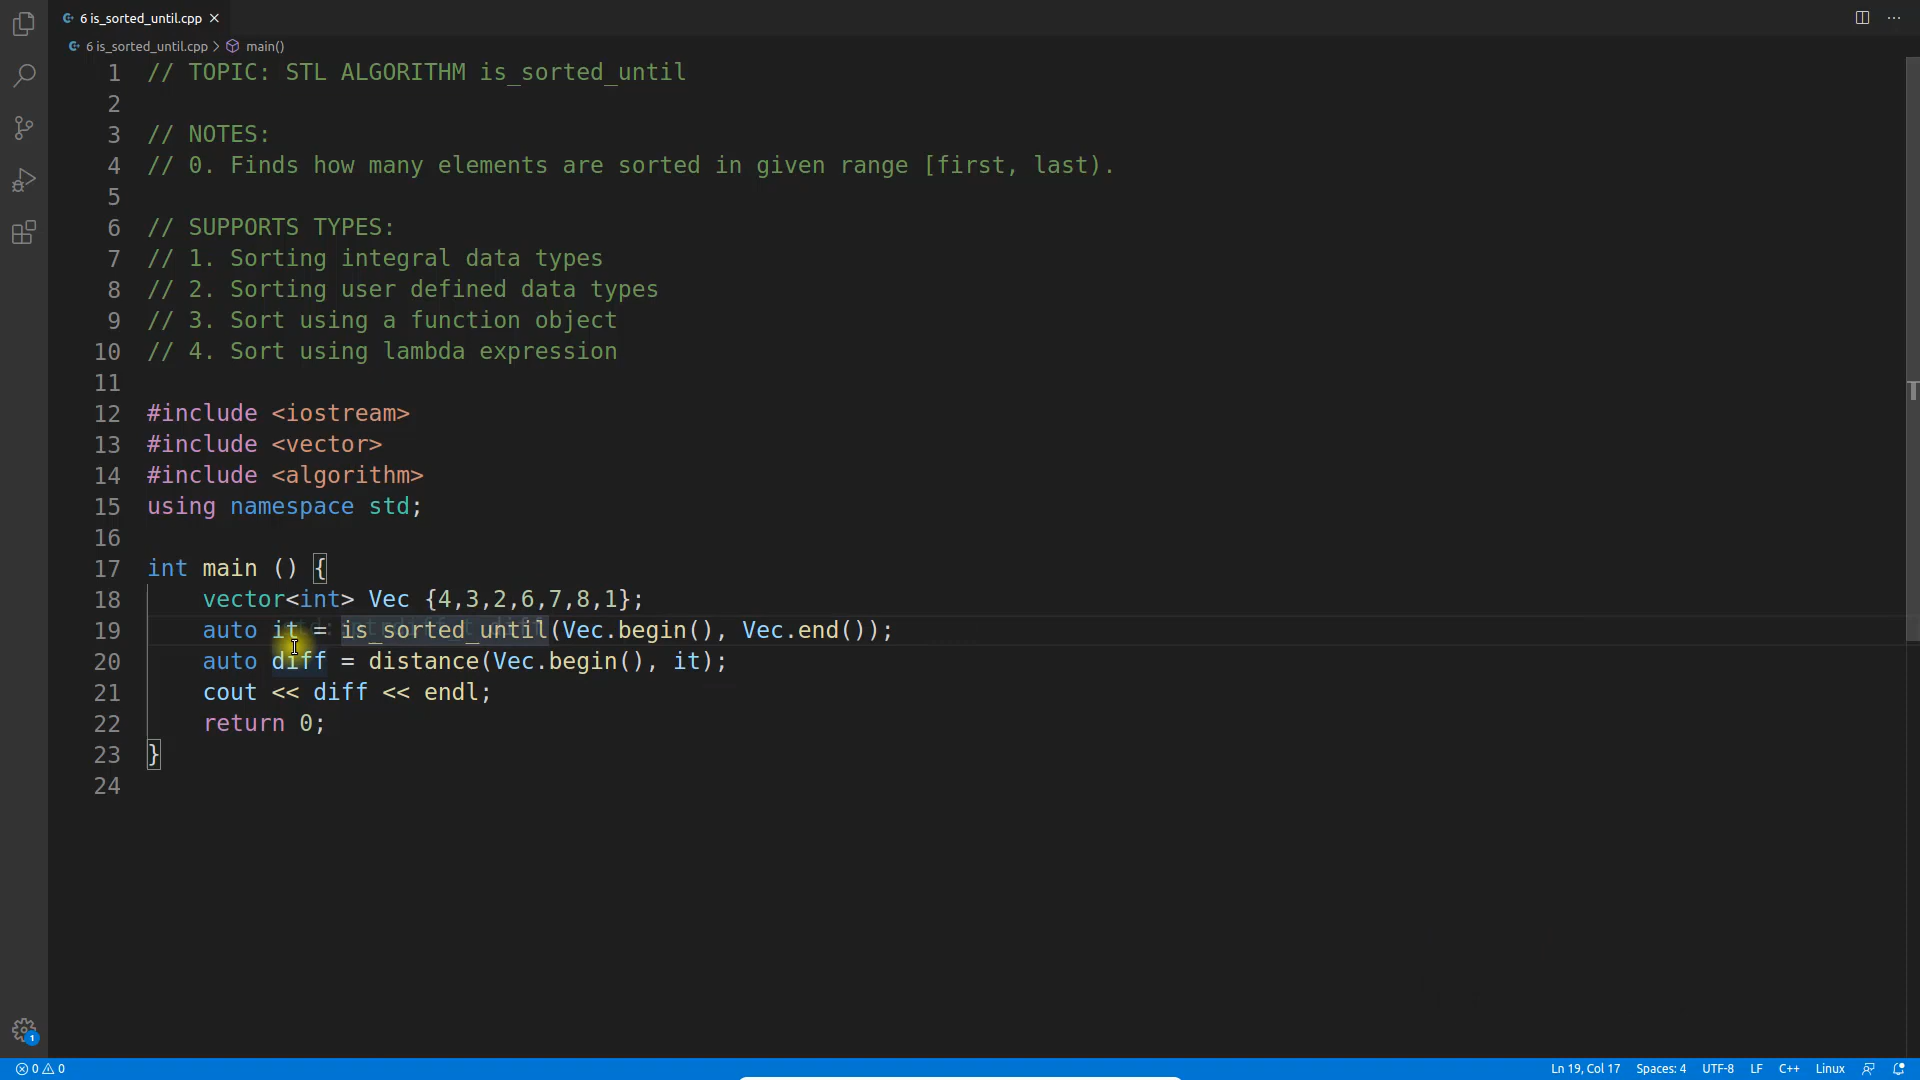 6 is_sorted_until.cpp
6 is_sorted_until.cpp > main()
1 // TOPIC: STL ALGORITHM is_sorted_until
2
3 // NOTES:
4 // 0. Finds how many elements are sorted in given range [first, last).
5
6 // SUPPORTS TYPES:
7 // 1. Sorting integral data types
8 // 2. Sorting user defined data types
9 // 3. Sort using a function object
10 // 4. Sort using lambda expression
11
12 #include <iostream>
13 #include <vector>
14 #include <algorithm>
15 using namespace std;
16
17 int main () {
18     vector<int> Vec {4,3,2,6,7,8,1};
19     auto it = is_sorted_until(Vec.begin(), Vec.end());
20     auto diff = distance(Vec.begin(), it);
21     cout << diff << endl;
22     return 0;
23 }
24
1
0 0 Ln 19, Col 17 Spaces: 4 UTF-8 LF C++ Linux